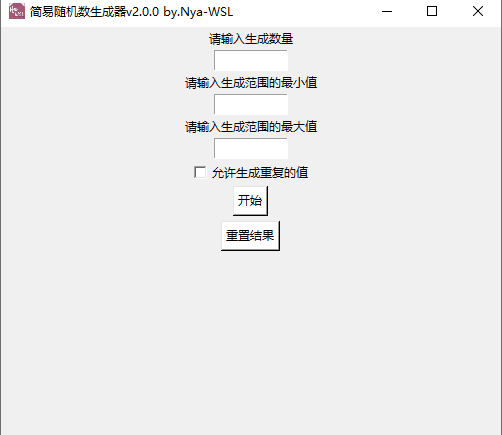 简易随机数生成器v2.0.0 by.Nya-WSL
请输入生成数量
请输入生成范围的最小值
请输入生成范围的最大值
允许生成重复的值
开始
重置结果